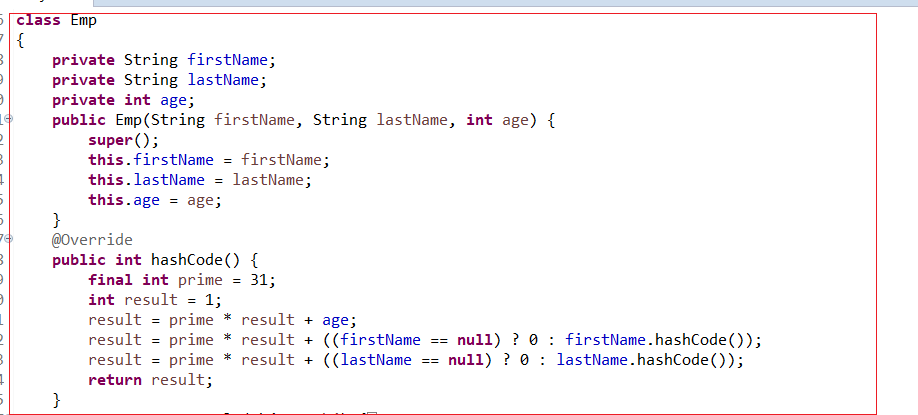 class Emp
{
    private String firstName;
    private String lastName;
    private int age;
    public Emp(String firstName, String lastName, int age) {
        super();
        this.firstName = firstName;
        this.lastName = lastName;
        this.age = age;
    }
    @Override
    public int hashCode() {
        final int prime = 31;
        int result = 1;
        result = prime * result + age;
        result = prime * result + ((firstName == null) ? 0 : firstName.hashCode());
        result = prime * result + ((lastName == null) ? 0 : lastName.hashCode());
        return result;
    }